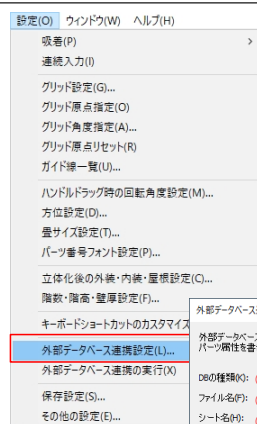 設定(O) ウィンドウ(W) ヘルプ(H)
吸着(P)
連続入力(I)
グリッド設定(G)...
グリッド原点指定(O)
グリッド角度指定(A)...
グリッド原点リセット(R)
ガイド線一覧(U)...
ハンドルドラッグ時の回転角度設定(M)...
方位設定(D)...
畳サイズ設定(T)...
パーツ番号フォント設定(P)...
立体化後の外装・内装・屋根設定(C)...
階数・階高・壁厚設定(F)...
キーボードショートカットのカスタマイズ
外部データベース連携設定(L)...
外部データベース連携の実行(X)
保存設定(S)...
その他の設定(E)...
外部データベース
外部データベース
パーツ属性を書
DBの種類(K):
ファイル名(F):
シート名(H):